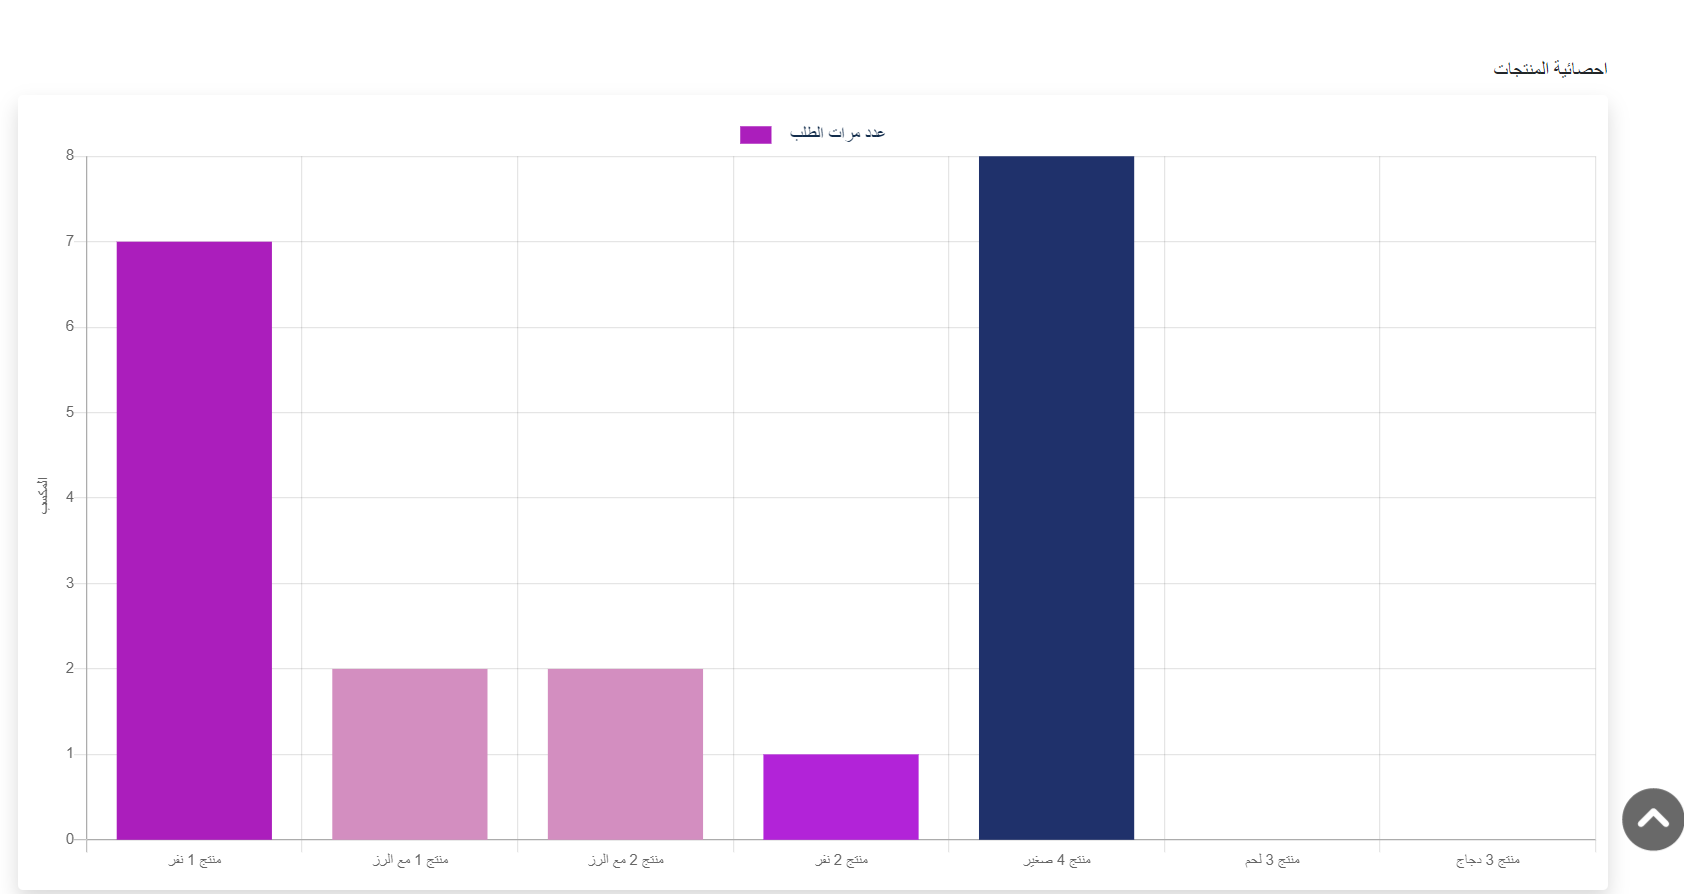 احصائية المنتجات
عدد مرات الطلب
8
7
6
5
4
3
2
1
0
المكسب
منتج 1 نفر
منتج 1 مع الرز
منتج 2 مع الرز
منتج 2 نفر
منتج 4 صغير
منتج 3 لحم
منتج 3 دجاج